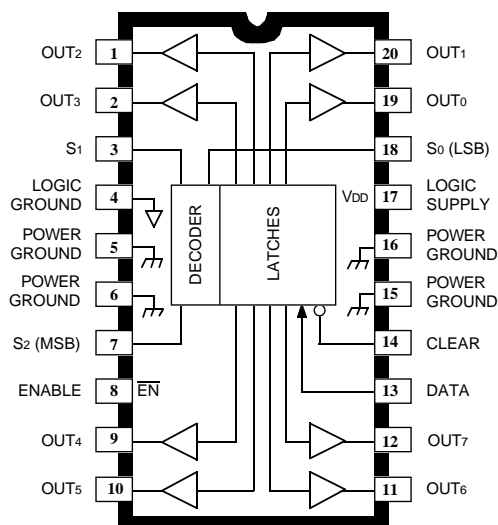 OUT2 1 20 OUT1
OUT3 2 19 OUT0
S1 3 18 S0 (LSB)
LOGIC GROUND 4 VDD 17 LOGIC SUPPLY
POWER GROUND 5 16 POWER GROUND
POWER GROUND 6 15 POWER GROUND
DECODER
LATCHES
S2 (MSB) 7 14 CLEAR
ENABLE 8 E̅N̅ 13 DATA
OUT4 9 12 OUT7
OUT5 10 11 OUT6